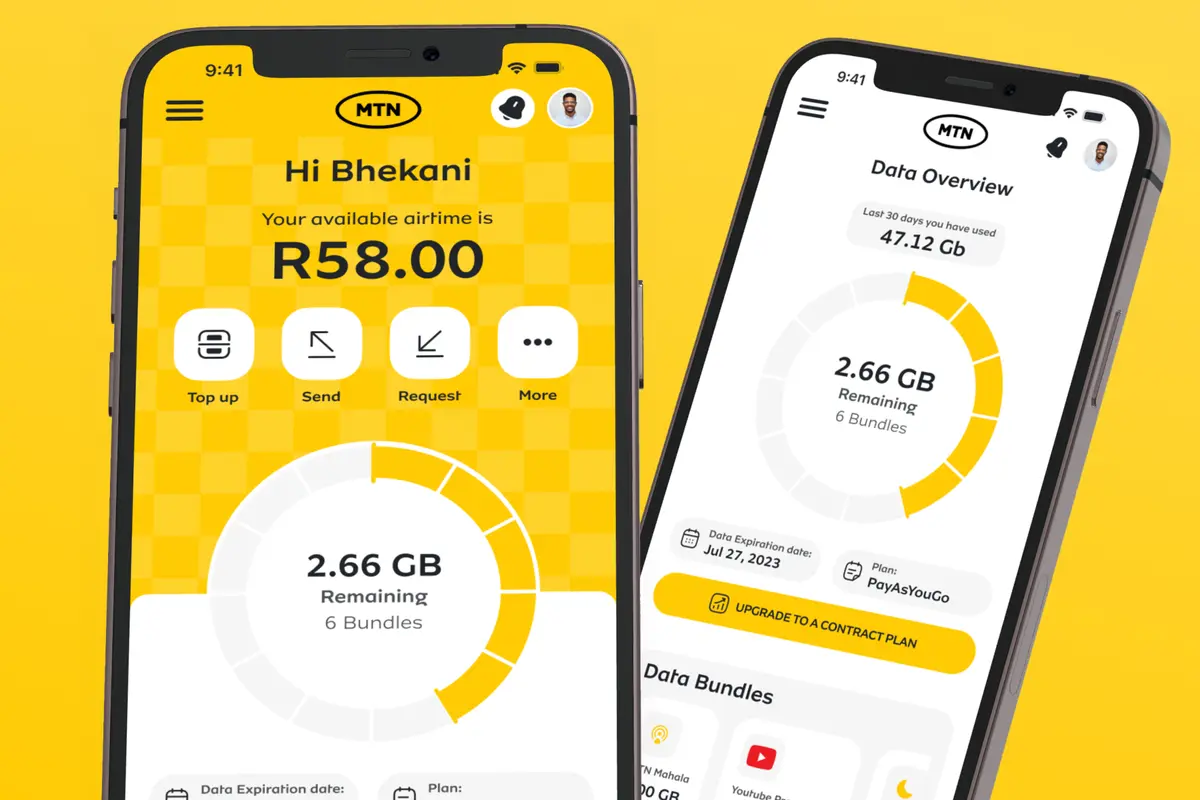 9:41
MTN
Hi Bhekani
Your available airtime is
R58.00
Top up
Send
Request
More
2.66 GB
Remaining
6 Bundles
Data Expiration date:
Plan:
9:41
MTN
Data Overview
Last 30 days you have used
47.12 Gb
2.66 GB
Remaining
6 Bundles
Data Expiration date:
Jul 27, 2023
Plan:
PayAsYouGo
UPGRADE TO A CONTRACT PLAN
Data Bundles
Mahala
GB
Youtube